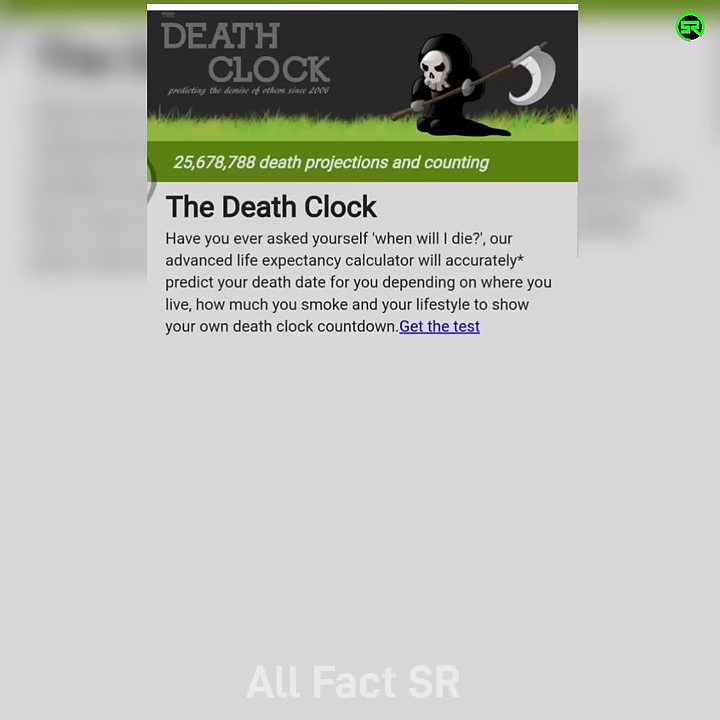 THE
DEATH
CLOCK
predicting the demise of others since 2006
25,678,788 death projections and counting
The Death Clock
Have you ever asked yourself 'when will I die?', our
advanced life expectancy calculator will accurately*
predict your death date for you depending on where you
live, how much you smoke and your lifestyle to show
your own death clock countdown.Get the test
SR
All Fact SR